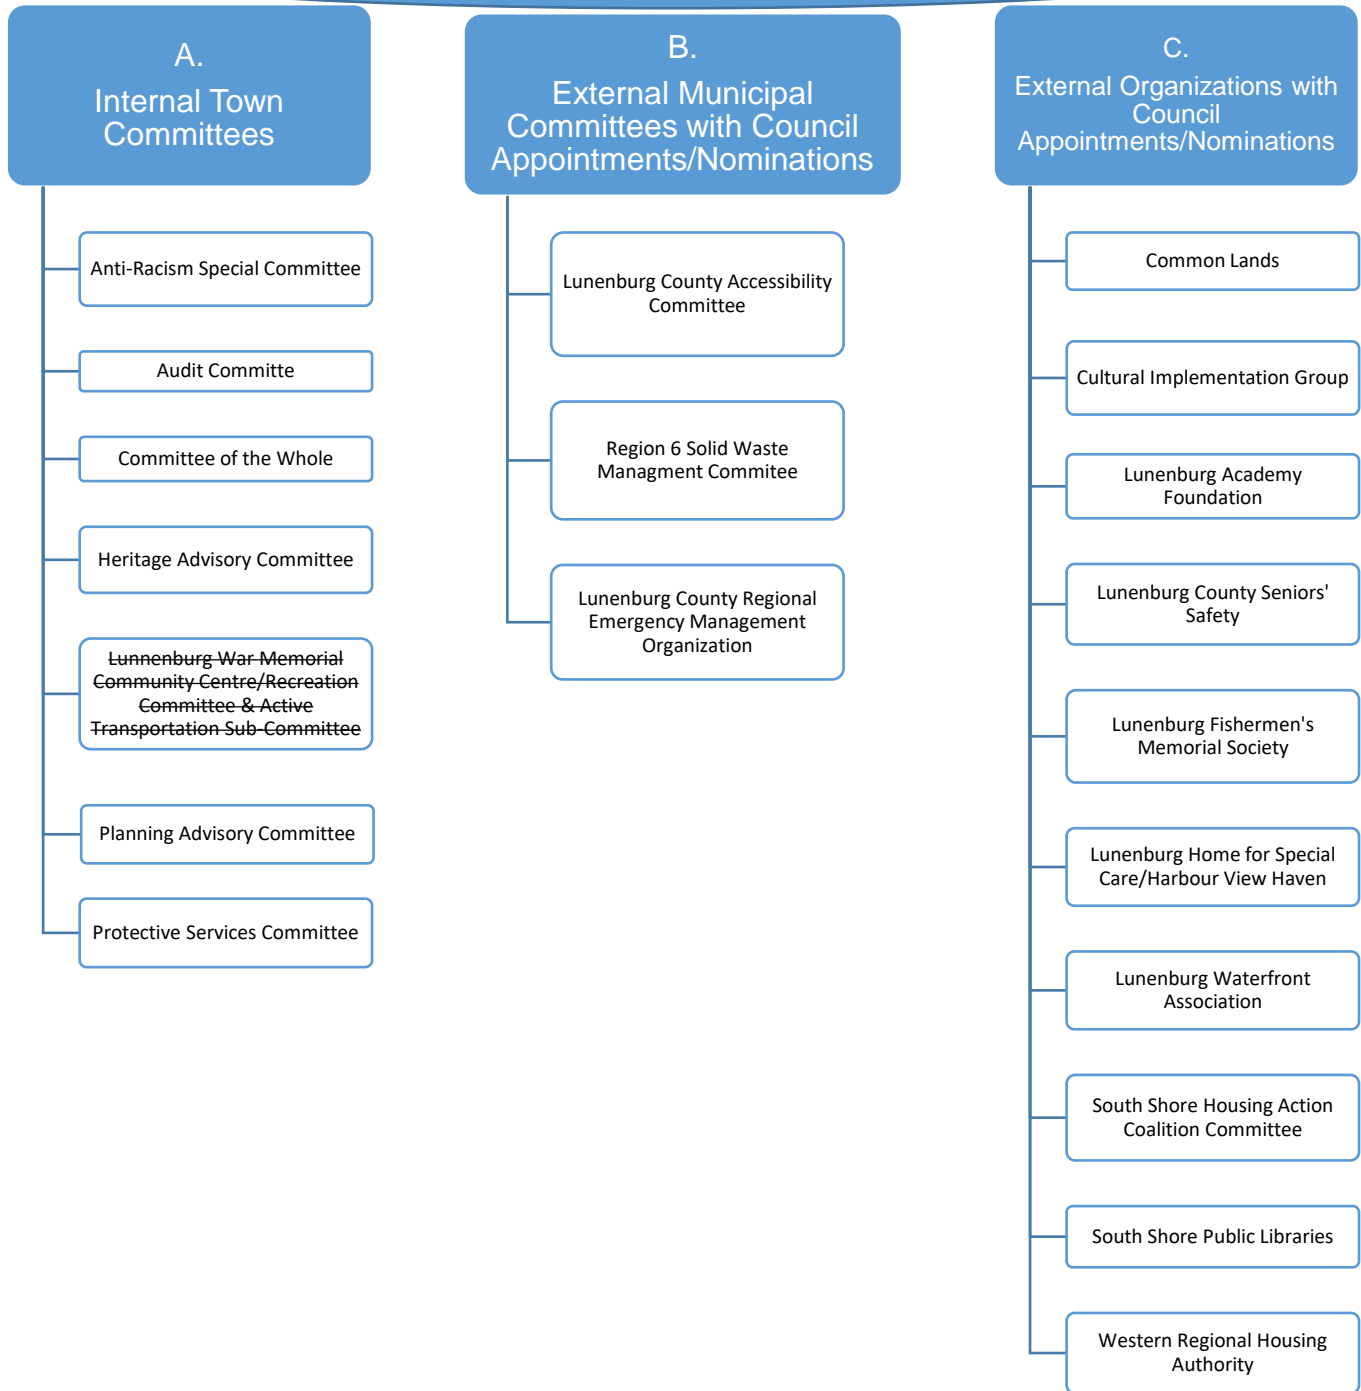 A.
Internal Town
Committees
Anti-Racism Special Committee
Audit Committe
Committee of the Whole
Heritage Advisory Committee
Lunnenburg War Memorial
Community Centre/Recreation
Committee & Active
Transportation Sub-Committee
Planning Advisory Committee
Protective Services Committee
B.
External Municipal
Committees with Council
Appointments/Nominations
Lunenburg County Accessibility
Committee
Region 6 Solid Waste
Managment Commitee
Lunenburg County Regional
Emergency Management
Organization
C.
External Organizations with
Council
Appointments/Nominations
Common Lands
Cultural Implementation Group
Lunenburg Academy
Foundation
Lunenburg County Seniors'
Safety
Lunenburg Fishermen's
Memorial Society
Lunenburg Home for Special
Care/Harbour View Haven
Lunenburg Waterfront
Association
South Shore Housing Action
Coalition Committee
South Shore Public Libraries
Western Regional Housing
Authority